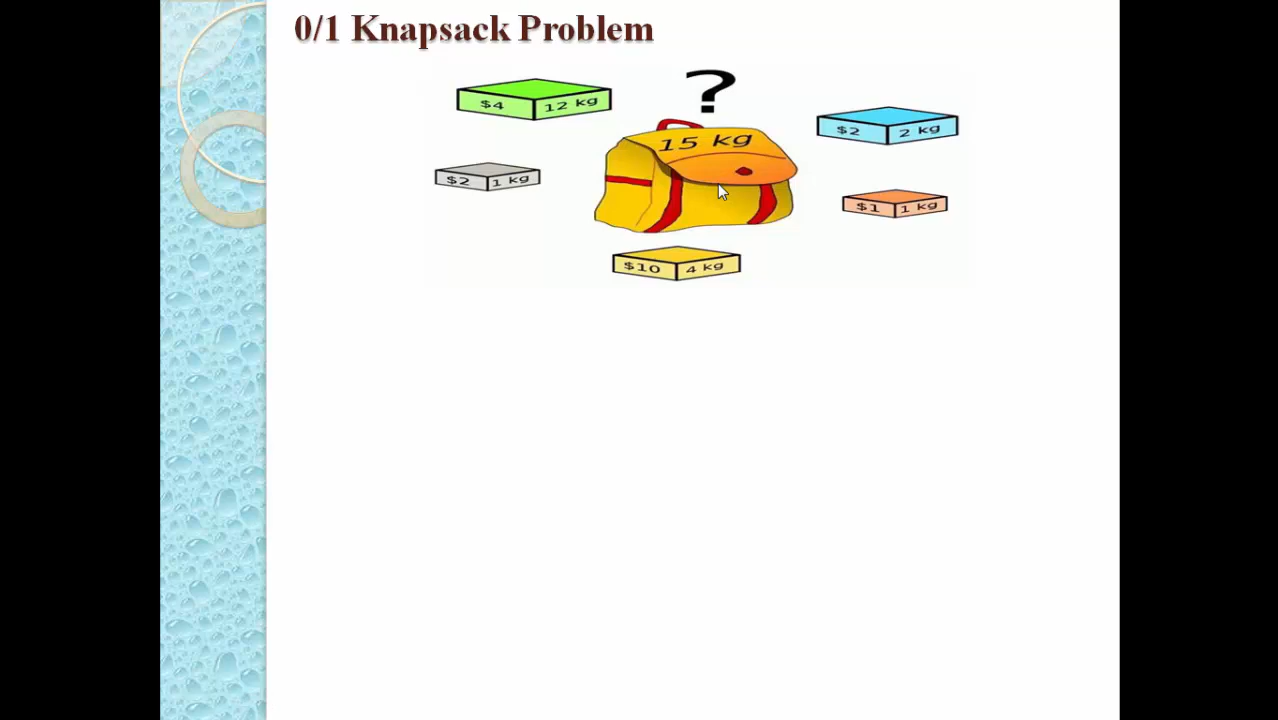 0/1 Knapsack Problem
?
$4 12 kg
15 kg
$2 2 kg
$2 1 kg
$1 1 kg
$10 4 kg